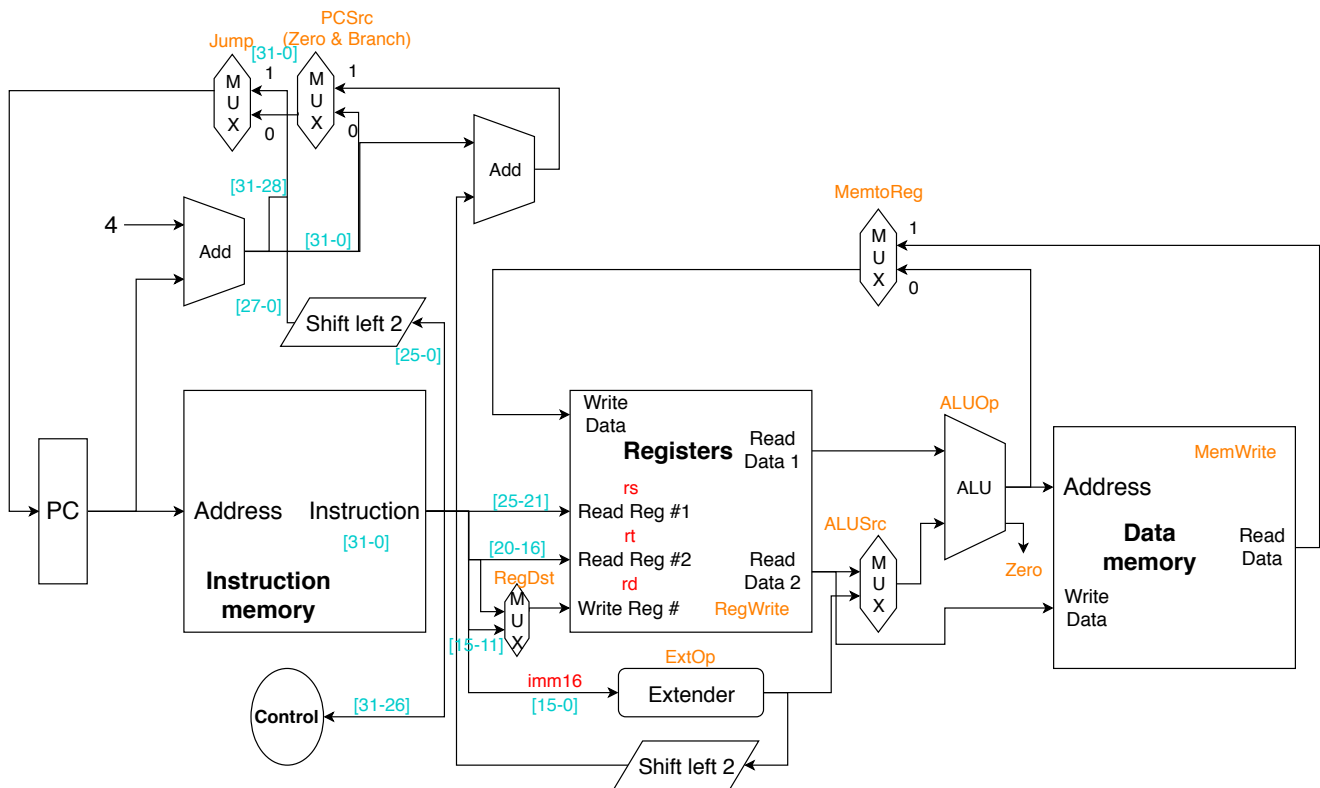 PCSrc
(Zero & Branch)
Jump
[31-0]
M
U
X
1
0
M
U
X
1
0
Add
[31-28]
4
Add
[31-0]
[27-0]
Shift left 2
[25-0]
MemtoReg
M
U
X
1
0
PC
Address
Instruction
[31-0]
Instruction
memory
[25-21]
[20-16]
RegDst
M
U
X
[15-11]
Write
Data
Registers
Read
Data 1
rs
Read Reg #1
rt
Read Reg #2
rd
Write Reg #
Read
Data 2
RegWrite
ALUOp
ALU
ALUSrc
M
U
X
Zero
MemWrite
Address
Data
memory
Read
Data
Write
Data
Control
[31-26]
imm16
[15-0]
ExtOp
Extender
Shift left 2